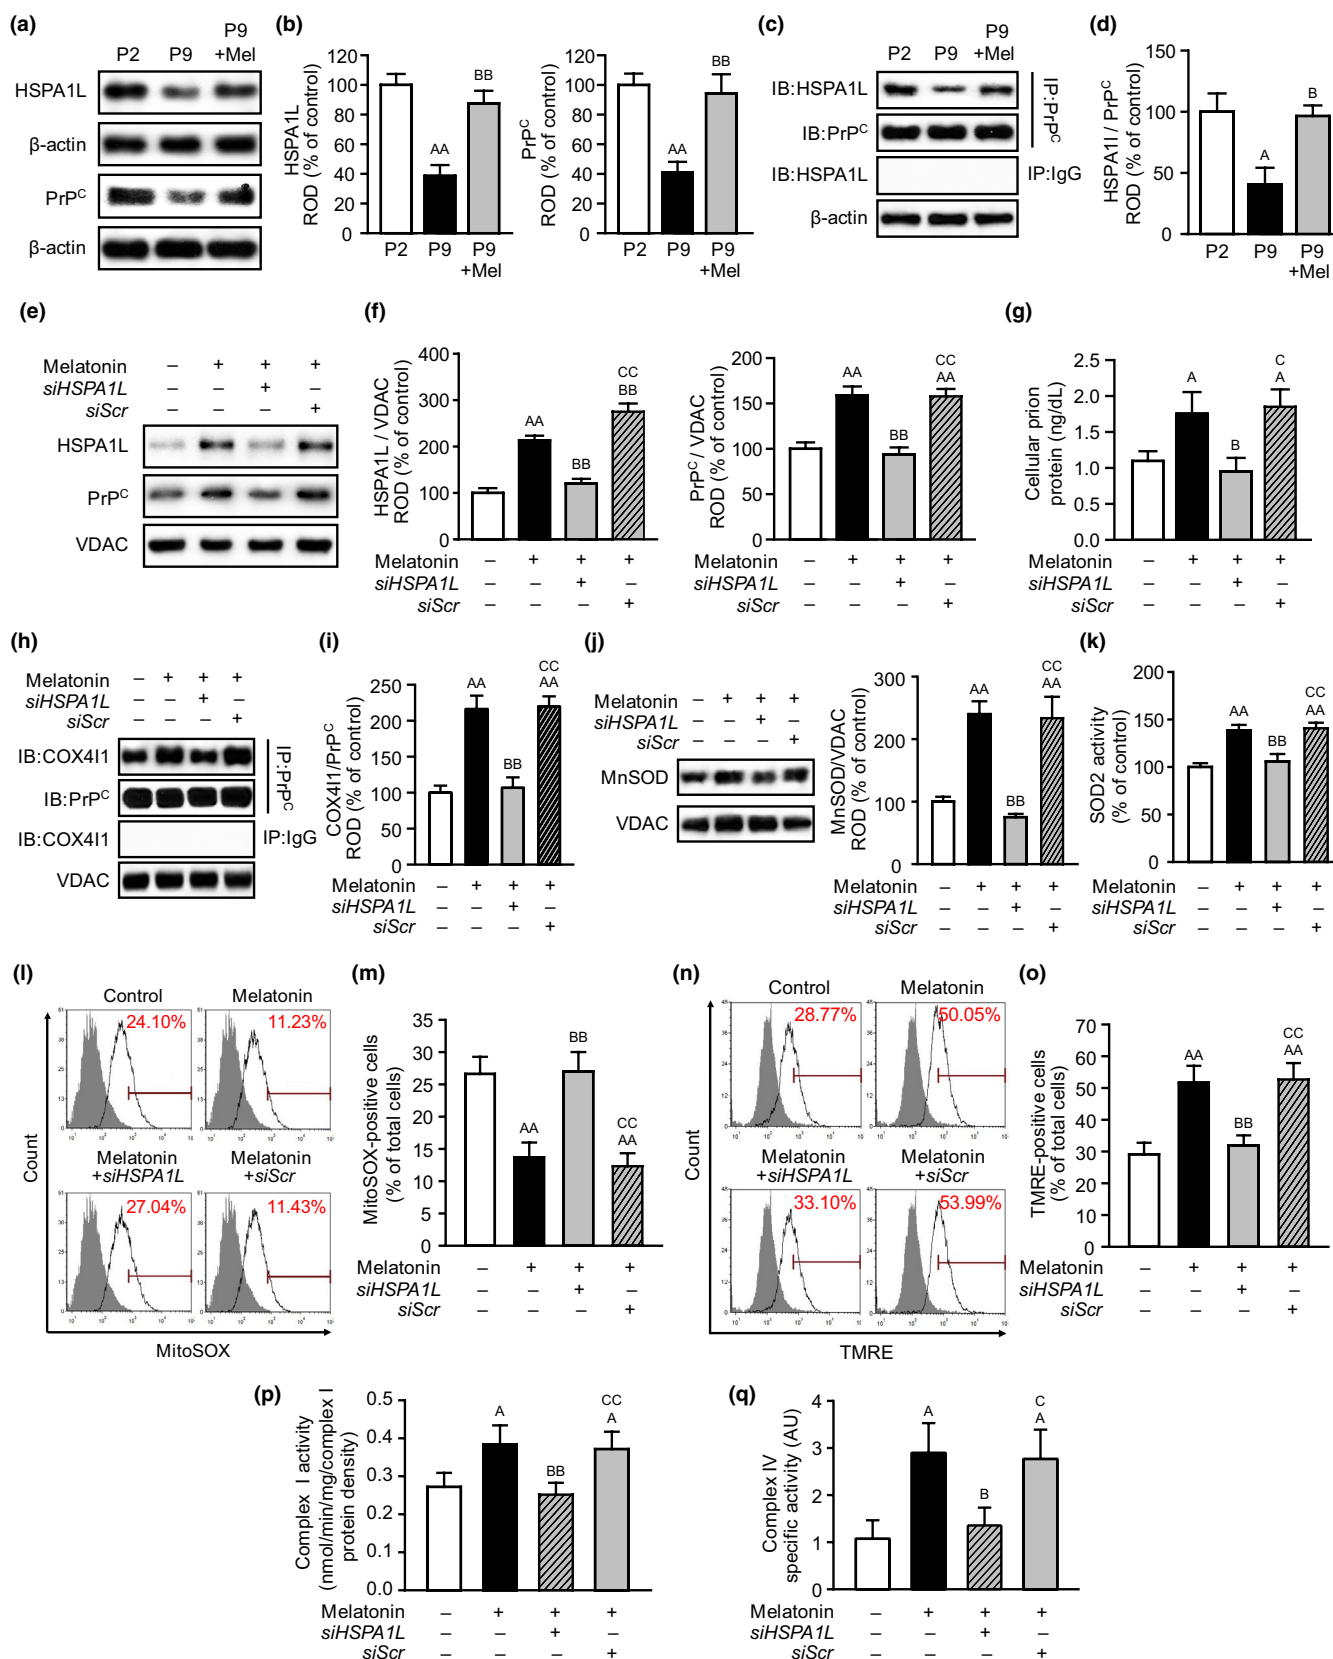 (a)
P2 P9 P9 +Mel
HSPA1L
β-actin
PrP^C
β-actin
(b)
HSPA1L
ROD (% of control)
120
100
80
60
40
20
0
AA
BB
P2 P9 P9
+Mel
PrP^C
ROD (% of control)
120
100
80
60
40
20
0
AA
BB
P2 P9 P9
+Mel
(c)
P2 P9 P9 +Mel
IB:HSPA1L
IB:PrP^C
IP:PrP^C
IB:HSPA1L
IP:IgG
β-actin
(d)
HSPA1l / PrP^C
ROD (% of control)
150
100
50
0
A
B
P2 P9 P9
+Mel
(e)
Melatonin – + + +
siHSPA1L – – + –
siScr – – – +
HSPA1L
PrP^C
VDAC
(f)
HSPA1L / VDAC
ROD (% of control)
400
300
200
100
0
AA
BB
CC
BB
Melatonin – + + +
siHSPA1L – – + –
siScr – – – +
PrP^C / VDAC
ROD (% of control)
200
150
100
50
0
AA
BB
CC
AA
Melatonin – + + +
siHSPA1L – – + –
siScr – – – +
(g)
Cellular prion
protein (ng/dL)
2.5
2.0
1.5
1.0
0.5
0.0
A
B
C
A
Melatonin – + + +
siHSPA1L – – + –
siScr – – – +
(h)
Melatonin – + + +
siHSPA1L – – + –
siScr – – – +
IB:COX4I1
IB:PrP^C
IP:PrP^C
IB:COX4I1
IP:IgG
VDAC
(i)
COX4I1/PrP^C
ROD (% of control)
250
200
150
100
50
0
AA
BB
CC
AA
Melatonin – + + +
siHSPA1L – – + –
siScr – – – +
(j)
Melatonin – + + +
siHSPA1L – – + –
siScr – – – +
MnSOD
VDAC
MnSOD/VDAC
ROD (% of control)
300
200
100
0
AA
BB
CC
AA
Melatonin – + + +
siHSPA1L – – + –
siScr – – – +
(k)
SOD2 activity
(% of control)
200
150
100
50
0
AA
BB
CC
AA
Melatonin – + + +
siHSPA1L – – + –
siScr – – – +
(l)
Count
Control
24.10%
Melatonin
11.23%
Melatonin
+siHSPA1L
27.04%
Melatonin
+siScr
11.43%
MitoSOX
(m)
MitoSOX-positive cells
(% of total cells)
35
30
25
20
15
10
5
0
AA
BB
CC
AA
Melatonin – + + +
siHSPA1L – – + –
siScr – – – +
(n)
Count
Control
28.77%
Melatonin
50.05%
Melatonin
+siHSPA1L
33.10%
Melatonin
+siScr
53.99%
TMRE
(o)
TMRE-positive cells
(% of total cells)
70
60
50
40
30
20
10
0
AA
BB
CC
AA
Melatonin – + + +
siHSPA1L – – + –
siScr – – – +
(p)
Complex I activity
(nmol/min/mg/complex I
protein density)
0.5
0.4
0.3
0.2
0.1
0.0
A
BB
CC
A
Melatonin – + + +
siHSPA1L – – + –
siScr – – – +
(q)
Complex IV
specific activity (AU)
4
3
2
1
0
A
B
C
A
Melatonin – + + +
siHSPA1L – – + –
siScr – – – +